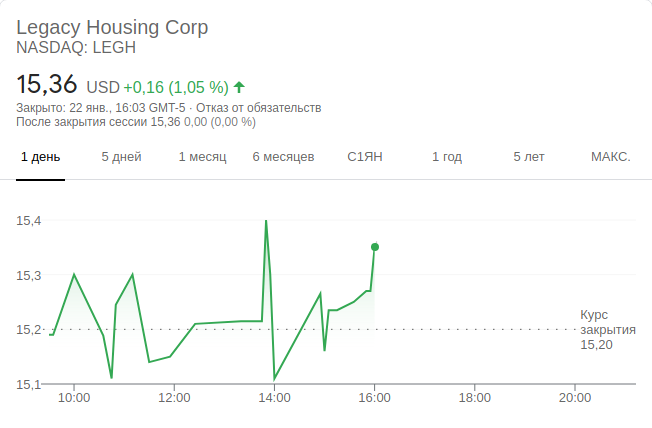 Legacy Housing Corp
NASDAQ: LEGH
15,36 USD +0,16 (1,05 %)
Закрыто: 22 янв., 16:03 GMT-5 · Отказ от обязательств
После закрытия сессии 15,36 0,00 (0,00 %)
1 день 5 дней 1 месяц 6 месяцев С1ЯН 1 год 5 лет МАКС.
15,4
15,3
15,2
15,1
Курс
закрытия
15,20
10:00 12:00 14:00 16:00 18:00 20:00